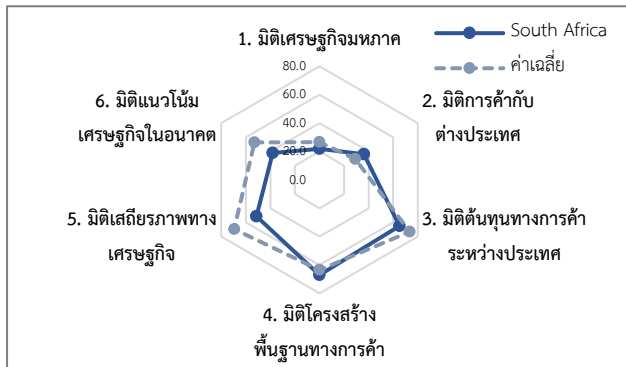 1. มิติเศรษฐกิจมหภาค
South Africa
ค่าเฉลี่ย
80.0
60.0
40.0
20.0
0.0
6. มิติแนวโน้ม
เศรษฐกิจในอนาคต
2. มิติการค้ากับ
ต่างประเทศ
5. มิติเสถียรภาพทาง
เศรษฐกิจ
3. มิติต้นทุนทางการค้า
ระหว่างประเทศ
4. มิติโครงสร้าง
พื้นฐานทางการค้า